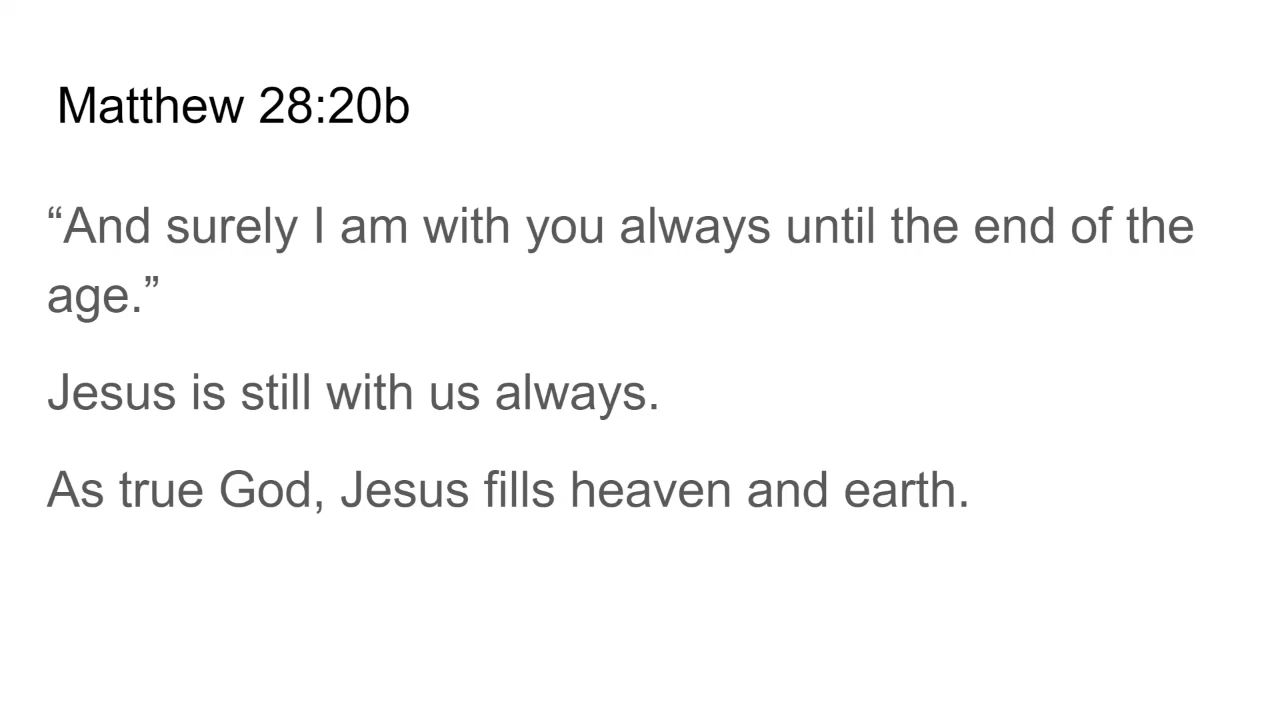 Matthew 28:20b
“And surely I am with you always until the end of the
age.”
Jesus is still with us always.
As true God, Jesus fills heaven and earth.